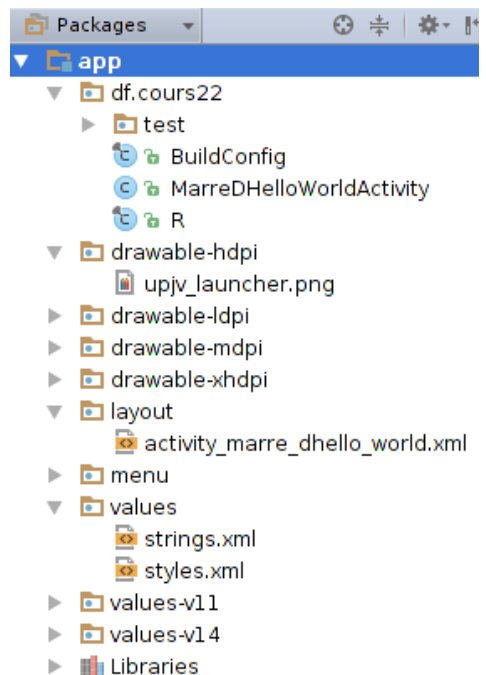 Packages
app
df.cours22
test
BuildConfig
MarreDHelloWorldActivity
R
drawable-hdpi
upjv_launcher.png
drawable-ldpi
drawable-mdpi
drawable-xhdpi
layout
activity_marre_dhello_world.xml
menu
values
strings.xml
styles.xml
values-v11
values-v14
Libraries